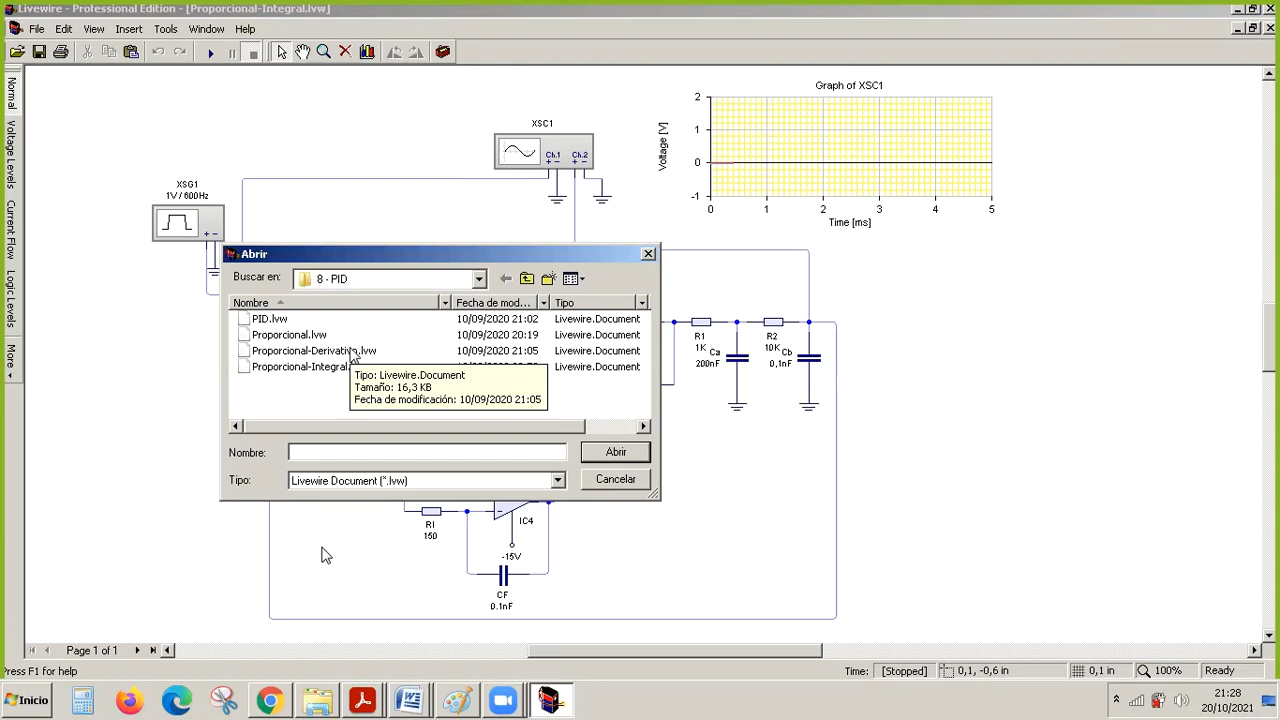 Livewire - Professional Edition - [Proporcional-Integral.lvw]
File Edit View Insert Tools Window Help
Normal
Voltage Levels
Current Flow
Logic Levels
More
Graph of XSC1
Voltage [V]
2
1
0
-1
0 1 2 3 4 5
Time [ms]
XSC1
Ch.1 Ch.2
+ - + -
XSG1
1V / 600Hz
+ -
Abrir
Buscar en: 8 - PID
Nombre Fecha de mod... Tipo
PID.lvw 10/09/2020 21:02 Livewire.Document
Proporcional.lvw 10/09/2020 20:19 Livewire.Document
Proporcional-Derivativo.lvw 10/09/2020 21:05 Livewire.Document
Proporcional-Integral. Livewire.Document
Tipo: Livewire.Document
Tamaño: 16,3 KB
Fecha de modificación: 10/09/2020 21:05
Nombre: Abrir
Tipo: Livewire Document (*.lvw) Cancelar
R1
1K
R2
10K
Ca
200nF
Cb
0,1nF
RI
150
-
IC4
-15V
CF
0.1nF
Page 1 of 1
Press F1 for help Time: [Stopped] 0,1, -0,6 in 0,1 in 100% Ready
Inicio
21:28
20/10/2021